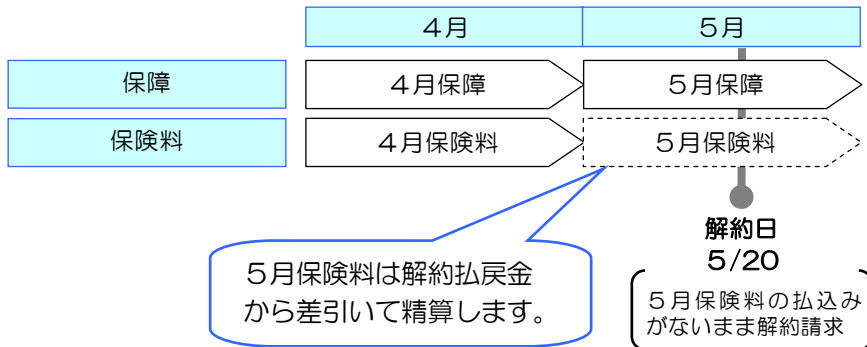 ４月
５月
保障
４月保障
５月保障
保険料
４月保険料
５月保険料
解約日
5/20
５月保険料は解約払戻金
から差引いて精算します。
５月保険料の払込み
がないまま解約請求